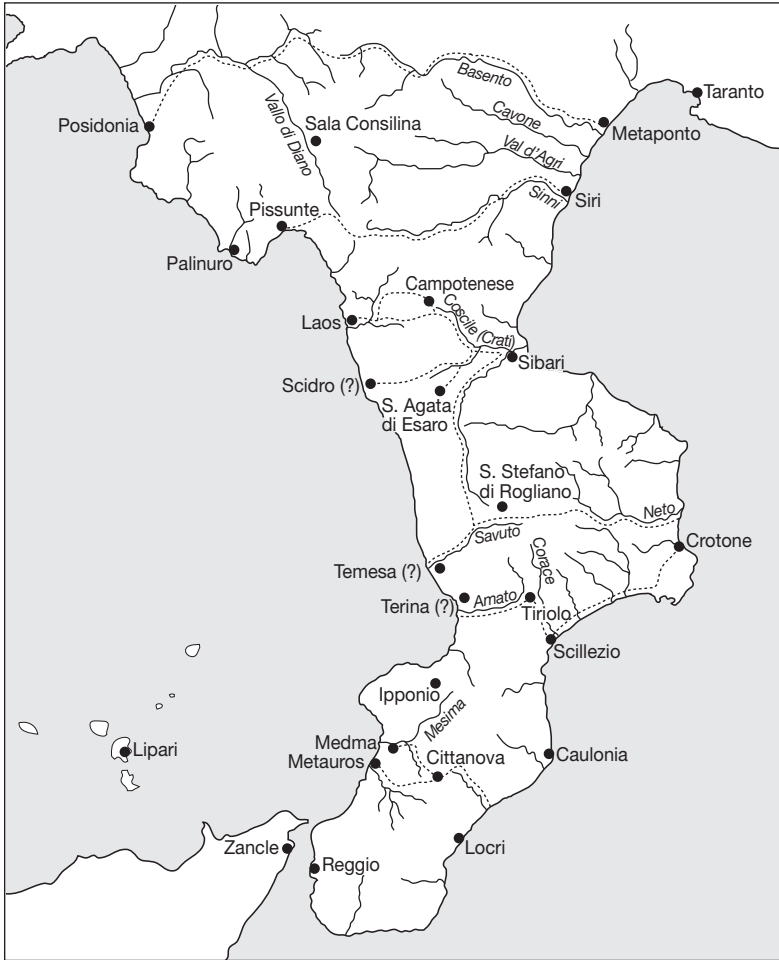 Taranto
Basento
Cavone
Metaponto
Posidonia
Vallo di Diano
Sala Consilina
Val d'Agri
Sinni
Siri
Pissunte
Palinuro
Campotenese
Coscile (Crati)
Laos
Sibari
Scidro (?)
S. Agata
di Esaro
S. Stefano
di Rogliano
Neto
Savuto
Crotone
Corace
Temesa (?)
Terina (?)
Amato
Tiriolo
Scillezio
Ipponio
Mesima
Medma
Metauros
Cittanova
Caulonia
Lipari
Zancle
Reggio
Locri